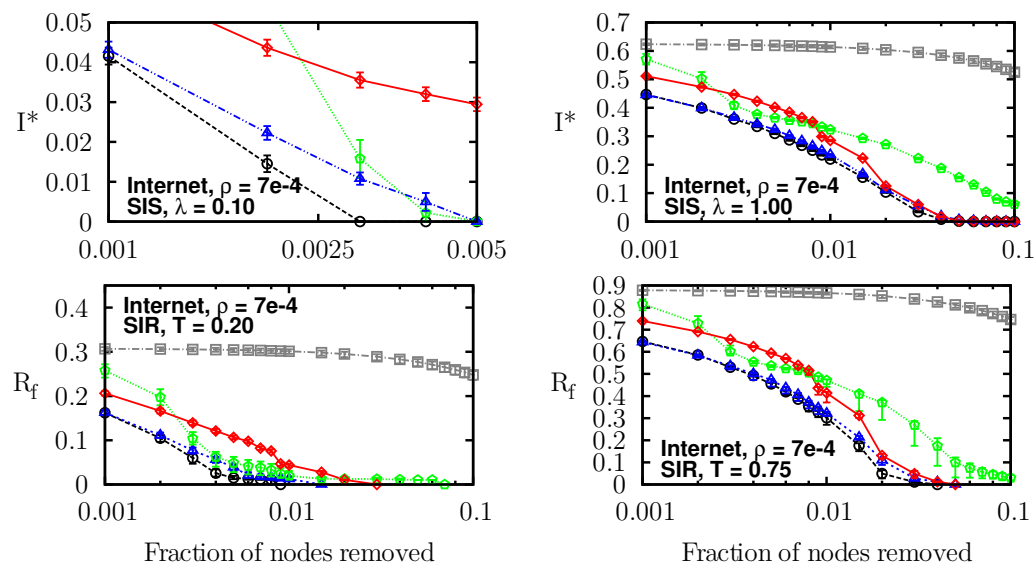 0.05
0.04
0.03
0.02
0.01
0
I*
Internet, ρ = 7e-4
SIS, λ = 0.10
0.001
0.0025
0.005
0.7
0.6
0.5
0.4
0.3
0.2
0.1
0
I*
Internet, ρ = 7e-4
SIS, λ = 1.00
0.001
0.01
0.1
0.4
0.3
0.2
0.1
0
R_f
Internet, ρ = 7e-4
SIR, T = 0.20
0.001
0.01
0.1
Fraction of nodes removed
0.9
0.8
0.7
0.6
0.5
0.4
0.3
0.2
0.1
0
R_f
Internet, ρ = 7e-4
SIR, T = 0.75
0.001
0.01
0.1
Fraction of nodes removed